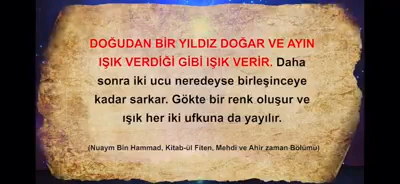 DOĞUDAN BİR YILDIZ DOĞAR VE AYIN
IŞIK VERDİĞİ GİBİ IŞIK VERİR. Daha
sonra iki ucu neredeyse birleşinceye
kadar sarkar. Gökte bir renk oluşur ve
ışık her iki ufkuna da yayılır.
(Nuaym Bin Hammad, Kitab-ül Fiten, Mehdi ve Ahir zaman Bölümü)